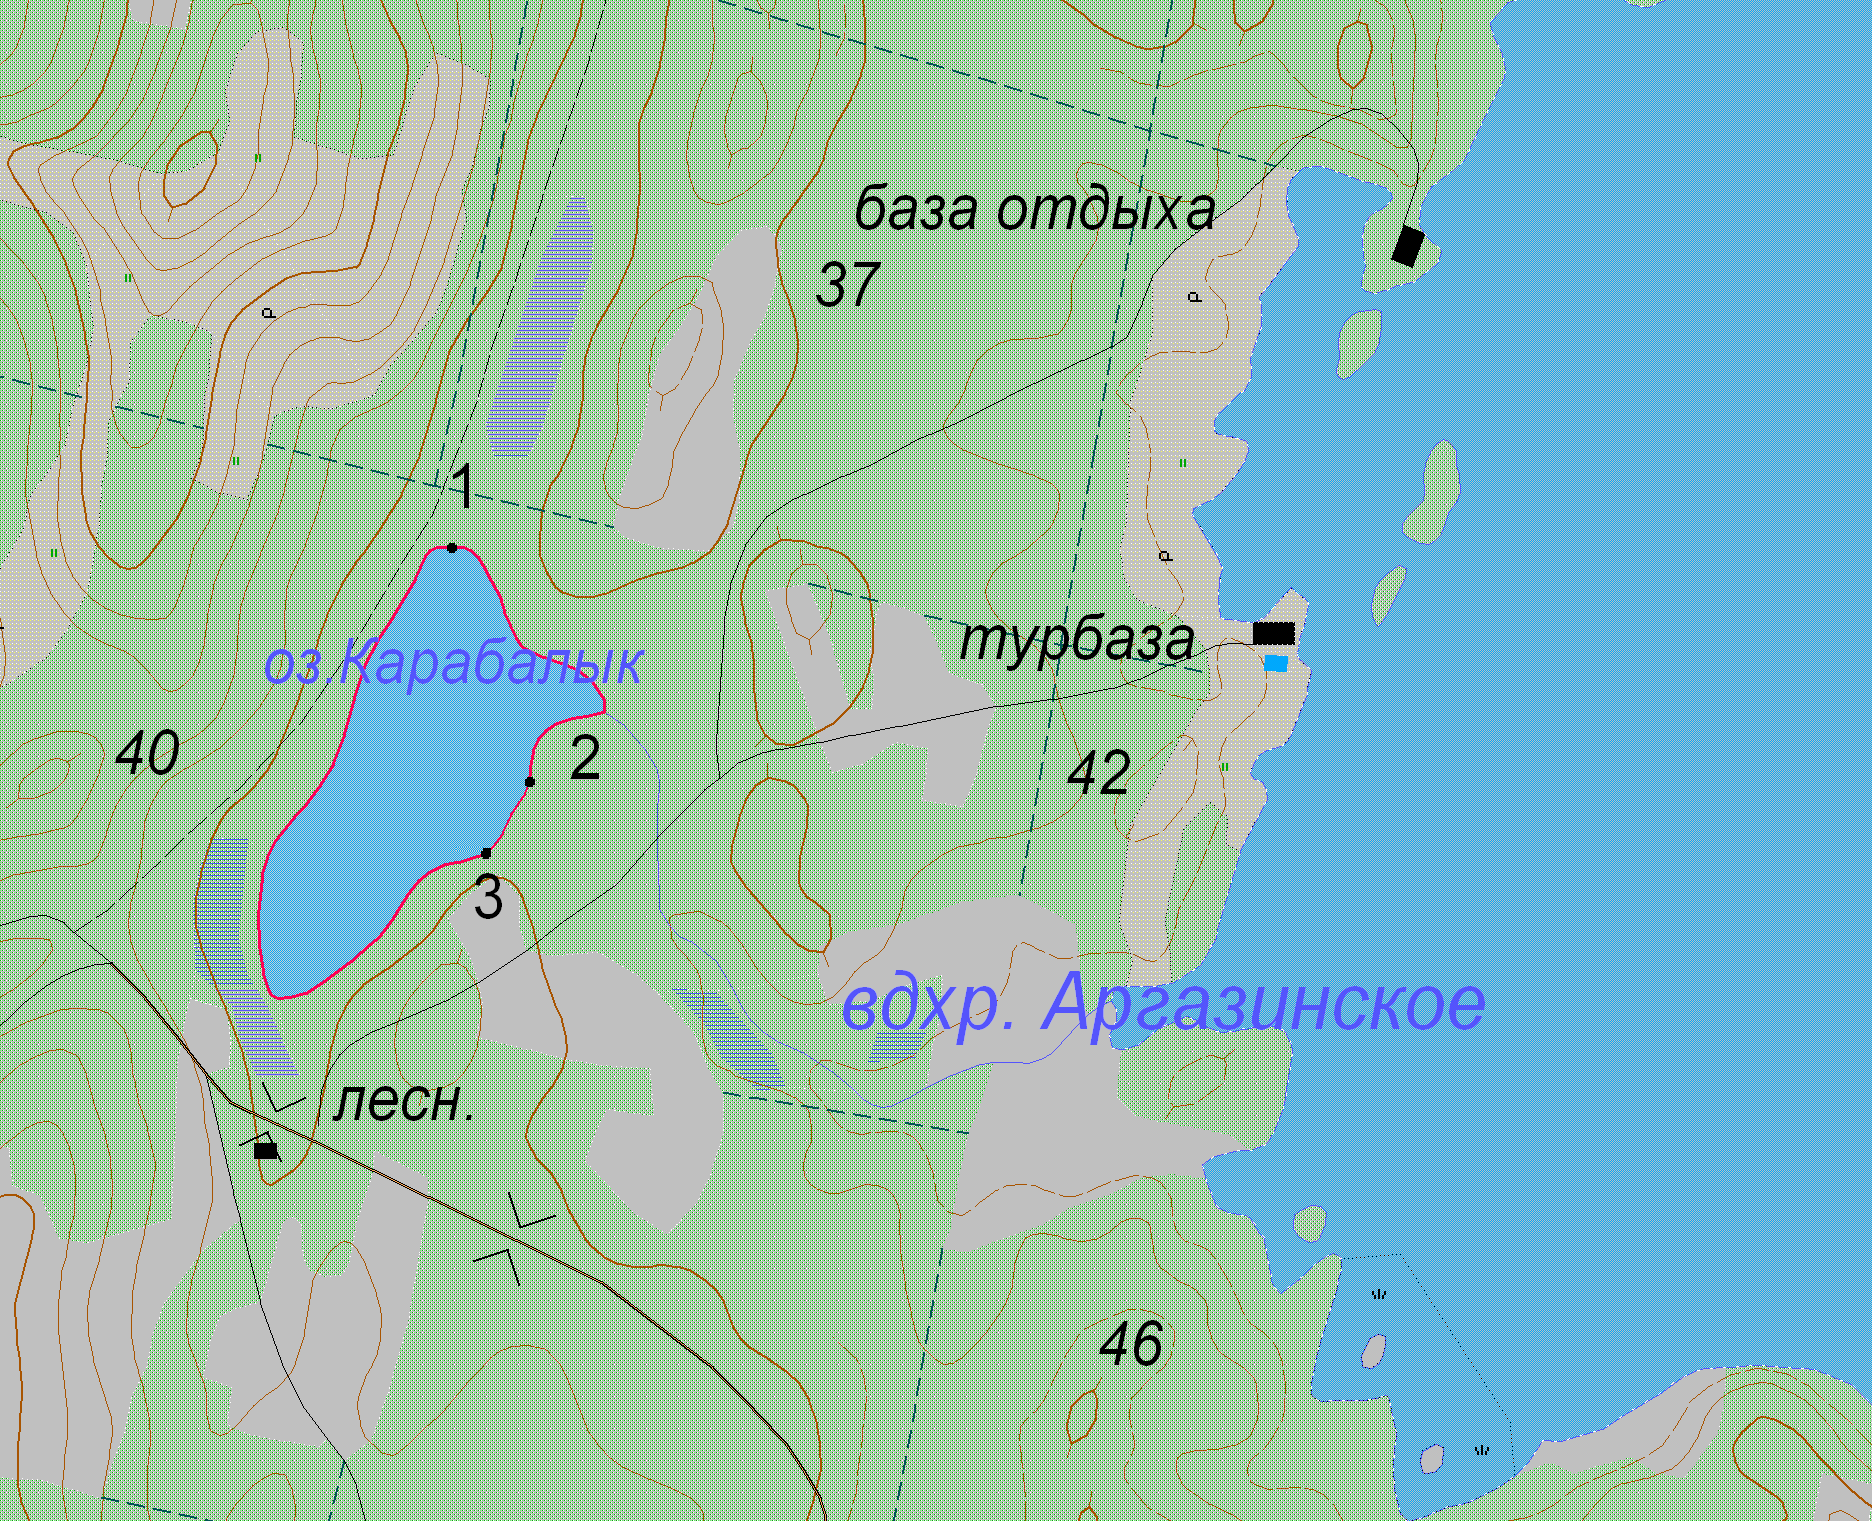 база отдыха
37
1
турбаза
оз.Карабалык
40
2
42
3
вдхр. Аргазинское
лесн.
46